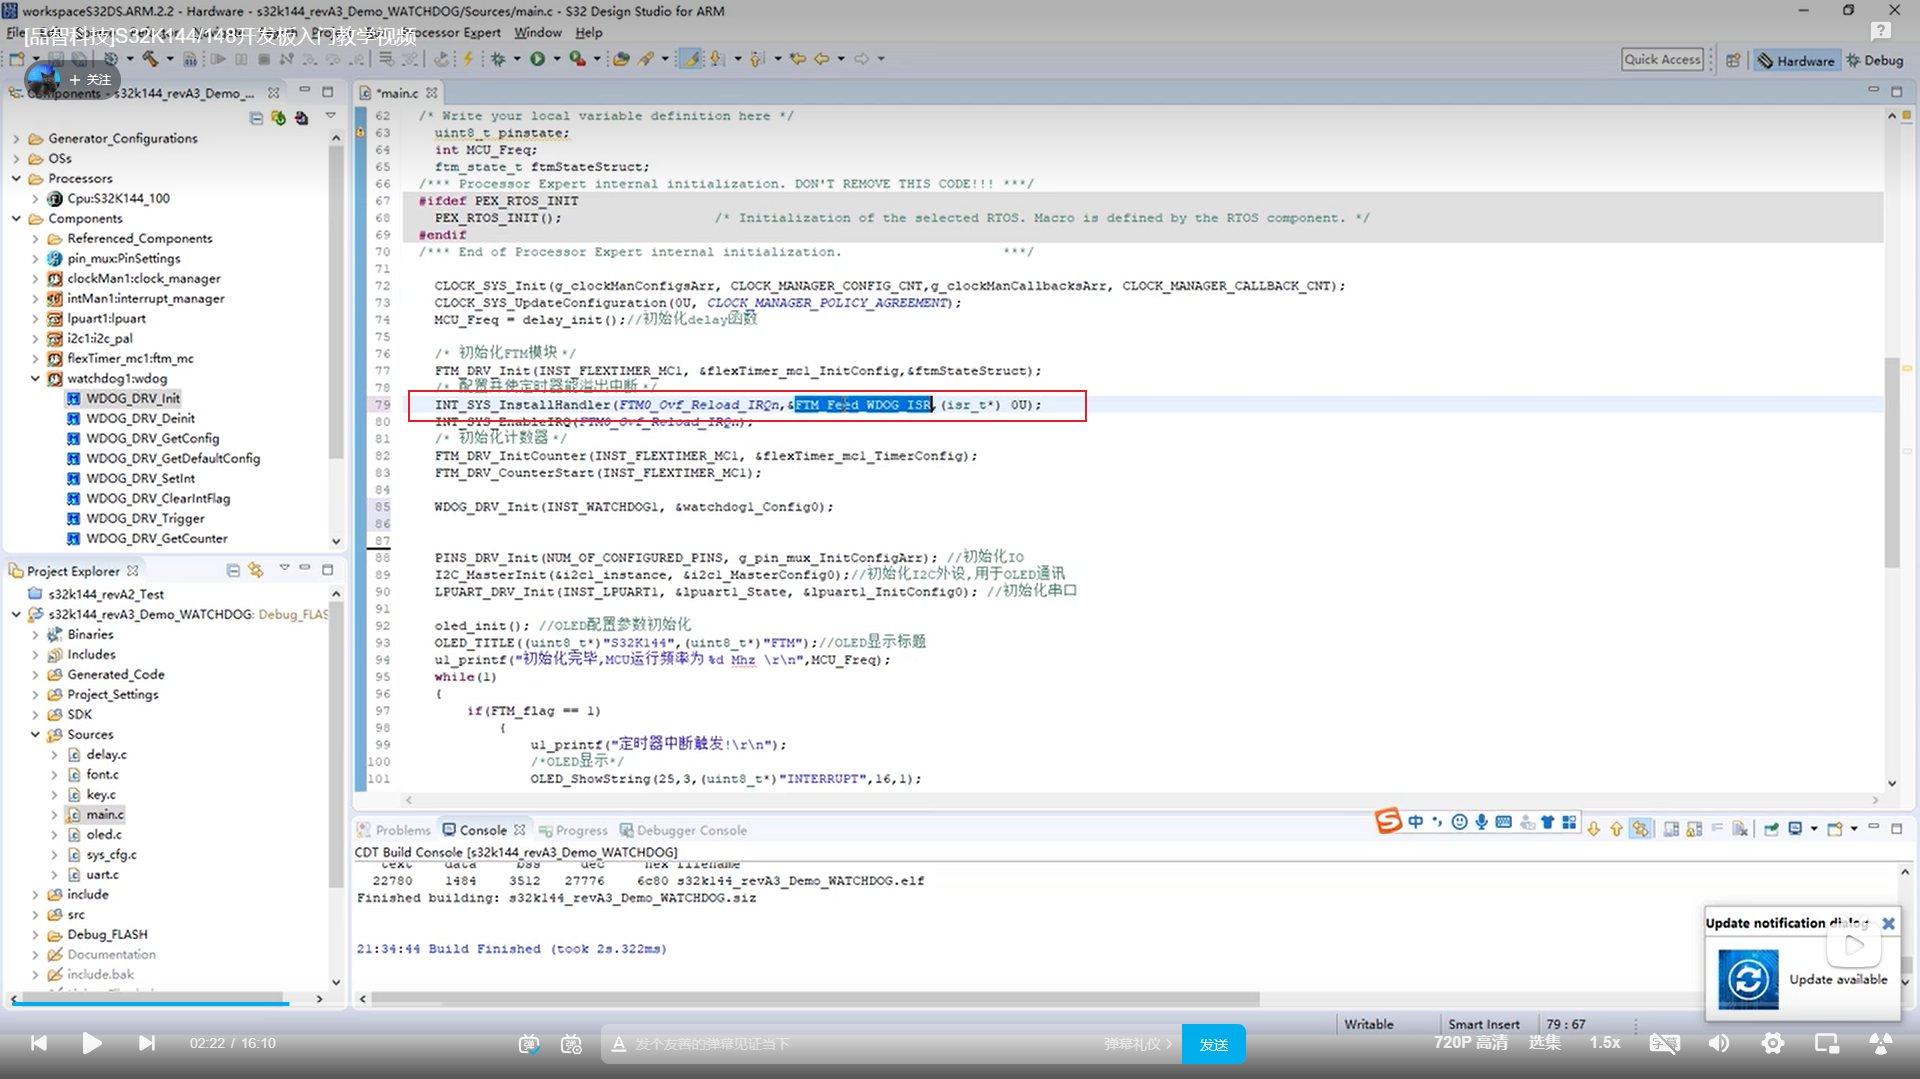 workspaceS32DS.ARM.2.2 - Hardware - s32k144_revA3_Demo_WATCHDOG/Sources/main.c - S32 Design Studio for ARM
[品智科技]S32K144/148开发板入门教学视频
Window Help
+ 关注
Quick Access
Hardware
Debug
Components - s32k144_revA3_Demo_...
Generator_Configurations
OSs
Processors
Cpu:S32K144_100
Components
Referenced_Components
pin_mux:PinSettings
clockMan1:clock_manager
intMan1:interrupt_manager
lpuart1:lpuart
i2c1:i2c_pal
flexTimer_mc1:ftm_mc
watchdog1:wdog
WDOG_DRV_Init
WDOG_DRV_Deinit
WDOG_DRV_GetConfig
WDOG_DRV_GetDefaultConfig
WDOG_DRV_SetInt
WDOG_DRV_ClearIntFlag
WDOG_DRV_Trigger
WDOG_DRV_GetCounter
Project Explorer
s32k144_revA2_Test
s32k144_revA3_Demo_WATCHDOG: Debug_FLAS
Binaries
Includes
Generated_Code
Project_Settings
SDK
Sources
delay.c
font.c
key.c
main.c
oled.c
sys_cfg.c
uart.c
include
src
Debug_FLASH
Documentation
include.bak
*main.c
62 /* Write your local variable definition here */
63 uint8_t pinstate;
64 int MCU_Freq;
65 ftm_state_t ftmStateStruct;
66 /*** Processor Expert internal initialization. DON'T REMOVE THIS CODE!!! ***/
67 #ifdef PEX_RTOS_INIT
68 PEX_RTOS_INIT(); /* Initialization of the selected RTOS. Macro is defined by the RTOS component. */
69 #endif
70 /*** End of Processor Expert internal initialization. ***/
71
72 CLOCK_SYS_Init(g_clockManConfigsArr, CLOCK_MANAGER_CONFIG_CNT,g_clockManCallbacksArr, CLOCK_MANAGER_CALLBACK_CNT);
73 CLOCK_SYS_UpdateConfiguration(0U, CLOCK_MANAGER_POLICY_AGREEMENT);
74 MCU_Freq = delay_init();//初始化delay函数
75
76 /* 初始化FTM模块 */
77 FTM_DRV_Init(INST_FLEXTIMER_MC1, &flexTimer_mc1_InitConfig,&ftmStateStruct);
78 /* 配置并使定时器能溢出中断 */
79 INT_SYS_InstallHandler(FTM0_Ovf_Reload_IRQn,&FTM_Feed_WDOG_ISR,(isr_t*) 0U);
80 INT_SYS_EnableIRQ(FTM0_Ovf_Reload_IRQn);
81 /* 初始化计数器 */
82 FTM_DRV_InitCounter(INST_FLEXTIMER_MC1, &flexTimer_mc1_TimerConfig);
83 FTM_DRV_CounterStart(INST_FLEXTIMER_MC1);
84
85 WDOG_DRV_Init(INST_WATCHDOG1, &watchdog1_Config0);
86
87
88 PINS_DRV_Init(NUM_OF_CONFIGURED_PINS, g_pin_mux_InitConfigArr); //初始化IO
89 I2C_MasterInit(&i2c1_instance, &i2c1_MasterConfig0);//初始化I2C外设,用于OLED通讯
90 LPUART_DRV_Init(INST_LPUART1, &lpuart1_State, &lpuart1_InitConfig0); //初始化串口
91
92 oled_init(); //OLED配置参数初始化
93 OLED_TITLE((uint8_t*)"S32K144",(uint8_t*)"FTM");//OLED显示标题
94 u1_printf("初始化完毕,MCU运行频率为 %d Mhz \r\n",MCU_Freq);
95 while(1)
96 {
97 if(FTM_flag == 1)
98 {
99 u1_printf("定时器中断触发!\r\n");
100 /*OLED显示*/
101 OLED_ShowString(25,3,(uint8_t*)"INTERRUPT",16,1);
Problems Console Progress Debugger Console
中
CDT Build Console [s32k144_revA3_Demo_WATCHDOG]
text data bss dec hex filename
22780 1484 3512 27776 6c80 s32k144_revA3_Demo_WATCHDOG.elf
Finished building: s32k144_revA3_Demo_WATCHDOG.siz
21:34:44 Build Finished (took 2s.322ms)
Update notification dialog
Update available
Writable Smart Insert 79 : 67
02:22 / 16:10
发个友善的弹幕见证当下
弹幕礼仪
发送
720P 高清 选集 1.5x